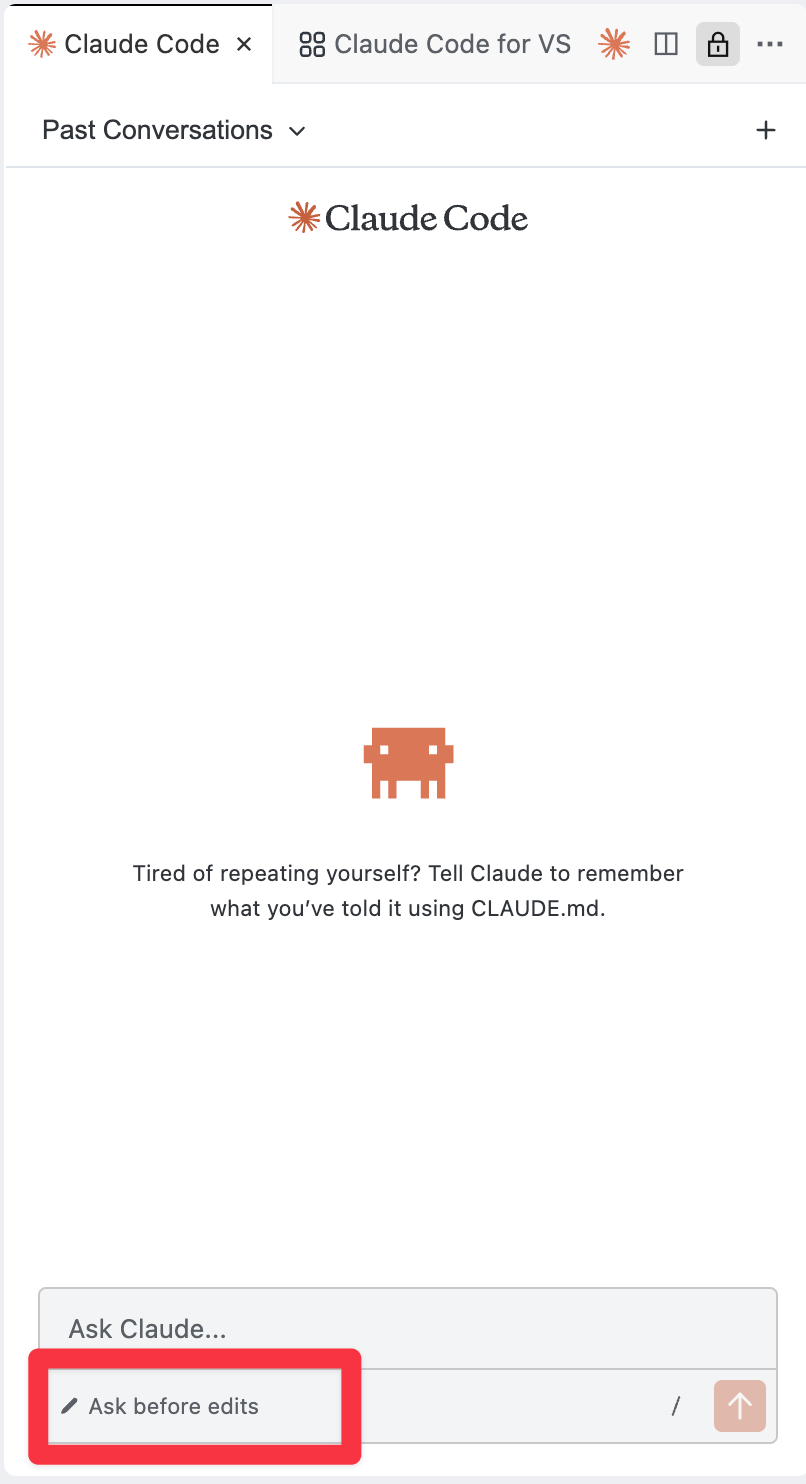 Claude Code
Claude Code for VS
Past Conversations
Claude Code
Tired of repeating yourself? Tell Claude to remember
what you’ve told it using CLAUDE.md.
Ask Claude...
Ask before edits
/